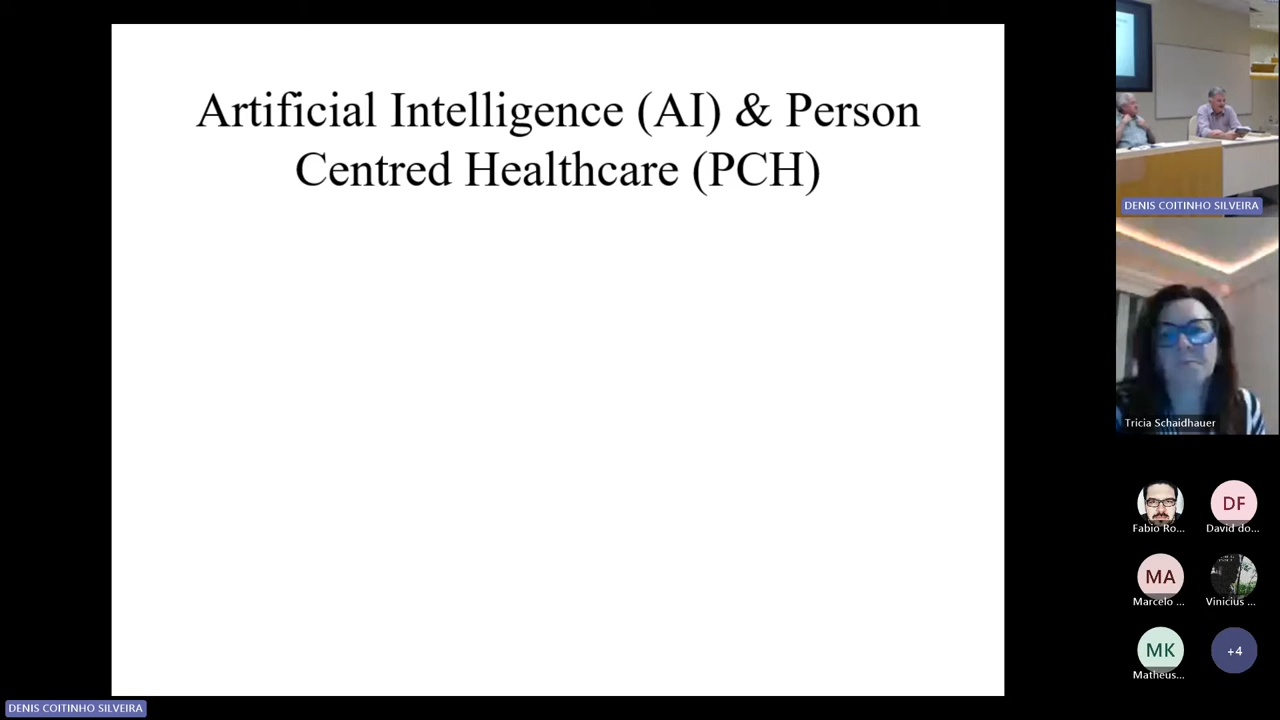 Artificial Intelligence (AI) & Person
Centred Healthcare (PCH)
DENIS COITINHO SILVEIRA
Tricia Schaidhauer
Fabio Ro...
DF
David do...
MA
Marcelo ...
Vinicius ...
MK
Matheus...
+4
DENIS COITINHO SILVEIRA